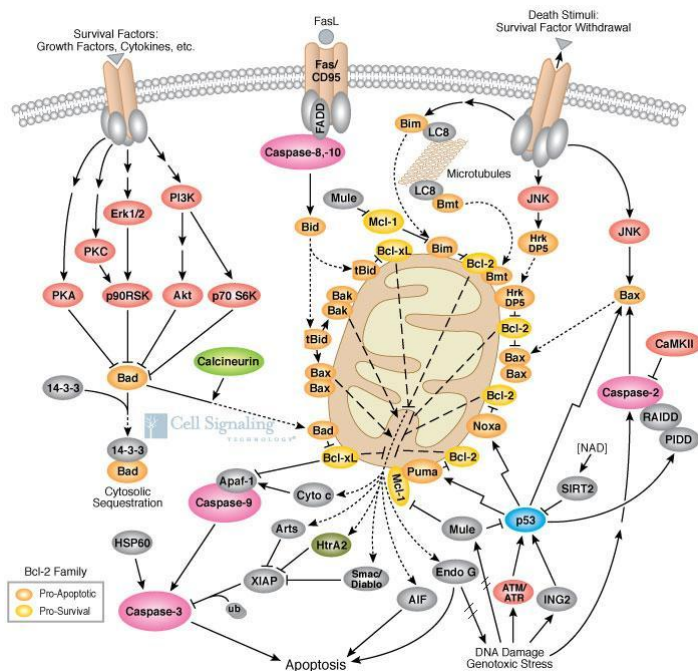 Survival Factors:
Growth Factors, Cytokines, etc.
FasL
Death Stimuli:
Survival Factor Withdrawal
Fas/
CD95
FADD
Caspase-8,-10
Bim
LC8
Microtubules
LC8
Bmt
JNK
Hrk
DP5
JNK
PI3K
Erk1/2
PKC
PKA
p90RSK
Akt
p70 S6K
Bid
Mule
Mcl-1
Bcl-xL
tBid
Bim
Bcl-2
Bmt
Hrk
DP5
Bcl-2
Bax
Bax
Bax
Bak
Bak
tBid
Bax
Bax
CaMKII
Caspase-2
RAIDD
PIDD
Calcineurin
Bad
14-3-3
14-3-3
Bad
Cytosolic
Sequestration
Cell Signaling
TECHNOLOGY®
Bad
Bcl-xL
Bcl-2
Noxa
Bcl-2
Puma
Mcl-1
[NAD]
SIRT2
p53
Apaf-1
Caspase-9
Cyto c
Arts
HtrA2
Smac/
Diablo
XIAP
ub
HSP60
Caspase-3
AIF
Endo G
Mule
ATM/
ATR
ING2
DNA Damage
Genotoxic Stress
Apoptosis
Bcl-2 Family
Pro-Apoptotic
Pro-Survival